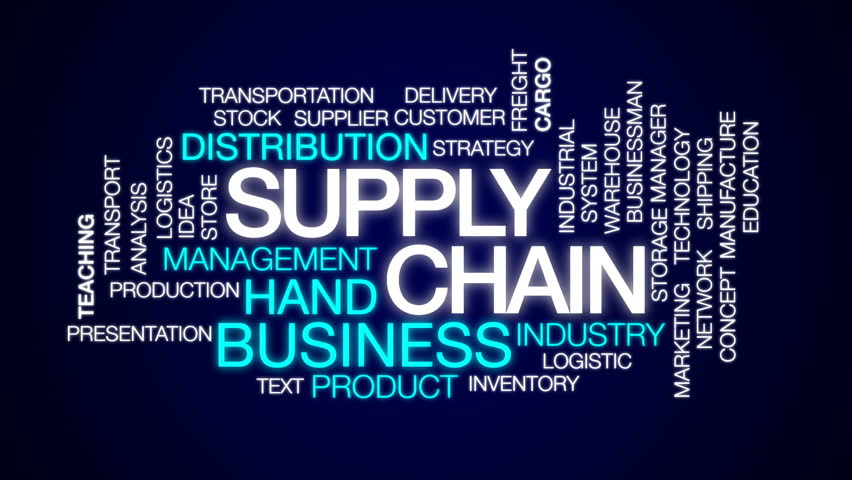 TRANSPORTATION
DELIVERY
STOCK
SUPPLIER
CUSTOMER
FREIGHT
CARGO
DISTRIBUTION
STRATEGY
SUPPLY
CHAIN
TEACHING
TRANSPORT
ANALYSIS
LOGISTICS
IDEA
STORE
INDUSTRIAL
SYSTEM
WAREHOUSE
BUSINESSMAN
STORAGE MANAGER
TECHNOLOGY
SHIPPING
MANUFACTURE
EDUCATION
MANAGEMENT
PRODUCTION
HAND
PRESENTATION
BUSINESS
INDUSTRY
MARKETING
NETWORK
CONCEPT
LOGISTIC
TEXT
PRODUCT
INVENTORY